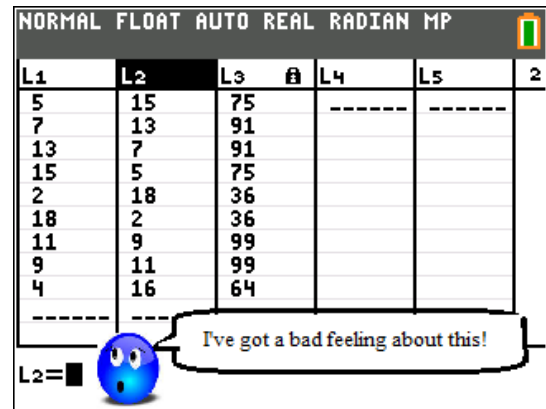 NORMAL FLOAT AUTO REAL RADIAN MP
L1 L2 L3 L4 L5 2
5 15 75 ------ ------
7 13 91
13 7 91
15 5 75
2 18 36
18 2 36
11 9 99
9 11 99
4 16 64
------ ---
I've got a bad feeling about this!
L2=